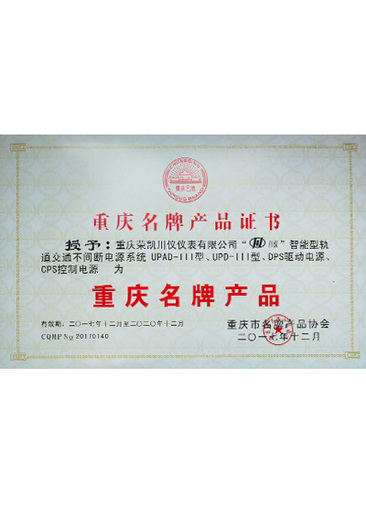 重庆名牌
重庆名牌产品证书
授予：重庆荣凯川仪仪表有限公司“川仪”智能型轨
道交通不间断电源系统 UPAD-III型、UPD-III型、DPS驱动电源、
CPS控制电源 为
重庆名牌产品
有效期：二〇一七年十二月至二〇二〇年十二月
重庆市名牌产品协会
CQMP No 20170140
二〇一七年十二月